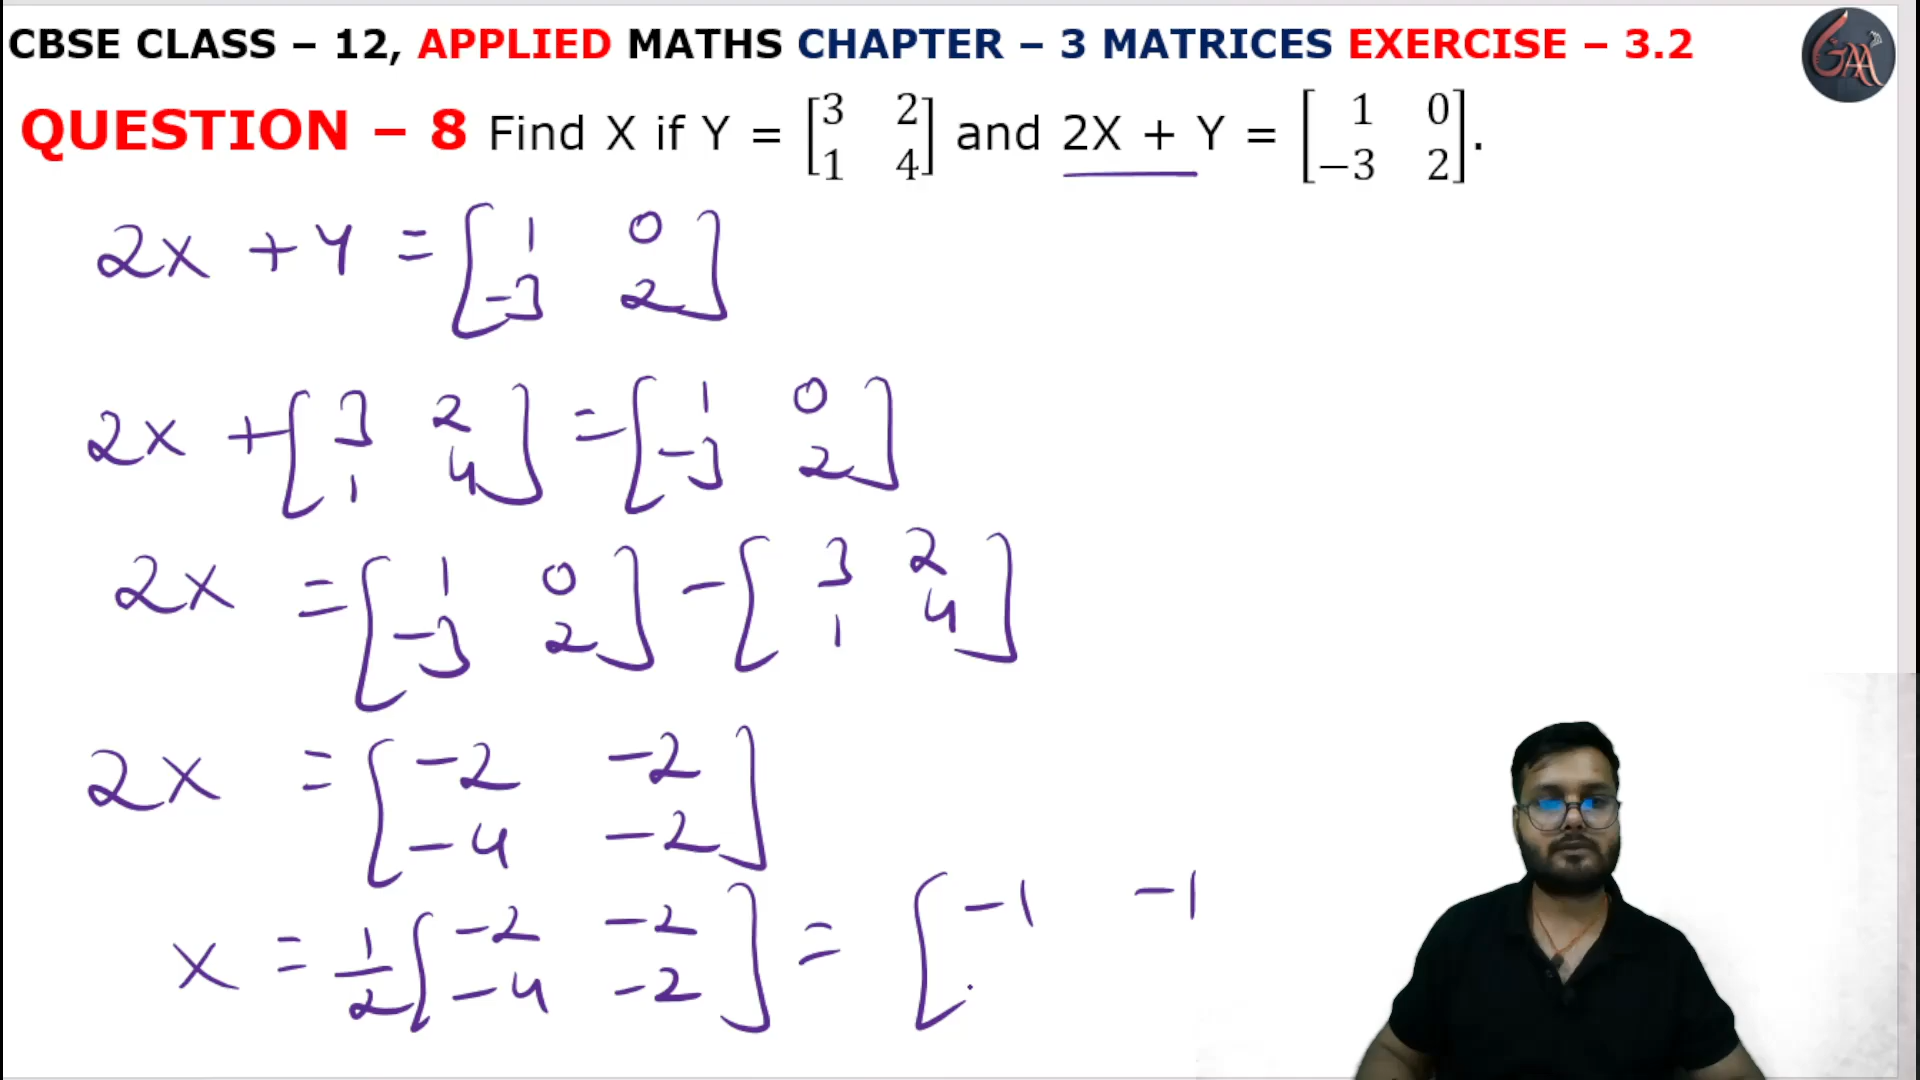 CBSE CLASS – 12, APPLIED MATHS CHAPTER – 3 MATRICES EXERCISE – 3.2
GAA
QUESTION – 8 Find X if Y = [3 2; 1 4] and 2X + Y = [1 0; −3 2].
2x + y = [1 0; -3 2]
2x + [3 2; 1 4] = [1 0; -3 2]
2x = [1 0; -3 2] - [3 2; 1 4]
2x = [-2 -2; -4 -2]
x = 1/2 [-2 -2; -4 -2] = [-1 -1